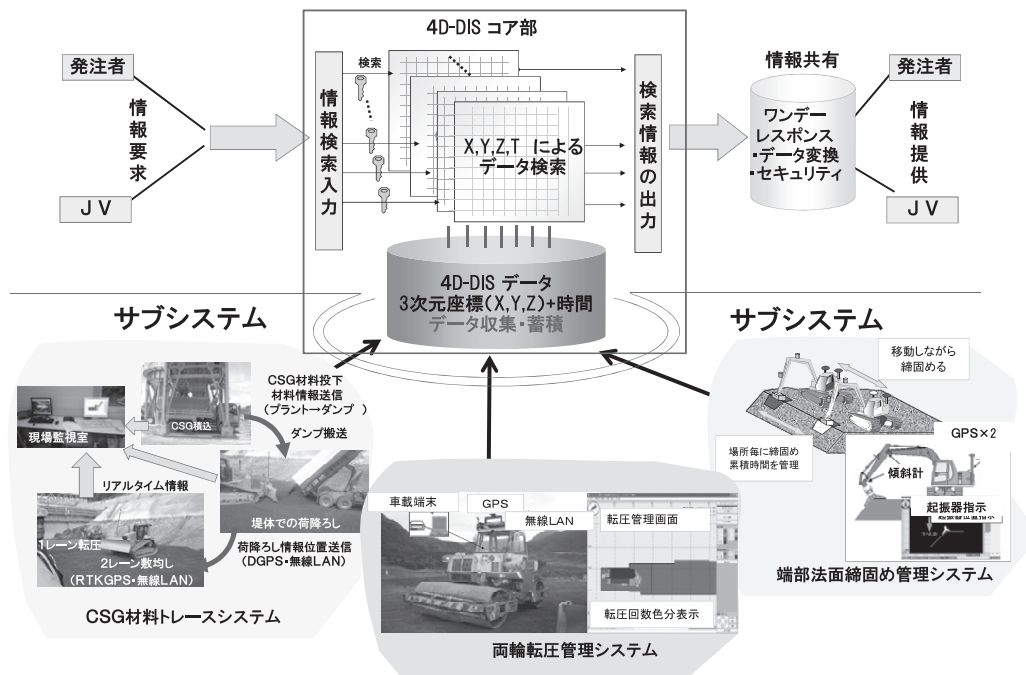 4D-DIS コア部
発注者
情報要求
JV
情報検索入力
検索
X,Y,Z,T による
データ検索
検索情報の出力
情報共有
ワンデー
レスポンス
・データ変換
・セキュリティ
発注者
情報提供
JV
4D-DIS データ
3次元座標(X,Y,Z)+時間
データ収集・蓄積
サブシステム
サブシステム
現場監視室
CSG積込
CSG材料投下
材料情報送信
(プラント→ダンプ)
ダンプ搬送
リアルタイム情報
堤体での荷降ろし
荷降ろし情報位置送信
(DGPS・無線LAN)
1レーン転圧
2レーン敷均し
(RTKGPS・無線LAN)
CSG材料トレースシステム
車載端末
GPS
無線LAN
転圧管理画面
転圧回数色分表示
両輪転圧管理システム
移動しながら
締固める
場所毎に締固め
累積時間を管理
GPS×2
傾斜計
起振器指示
起振器位置指示
端部法面締固め管理システム